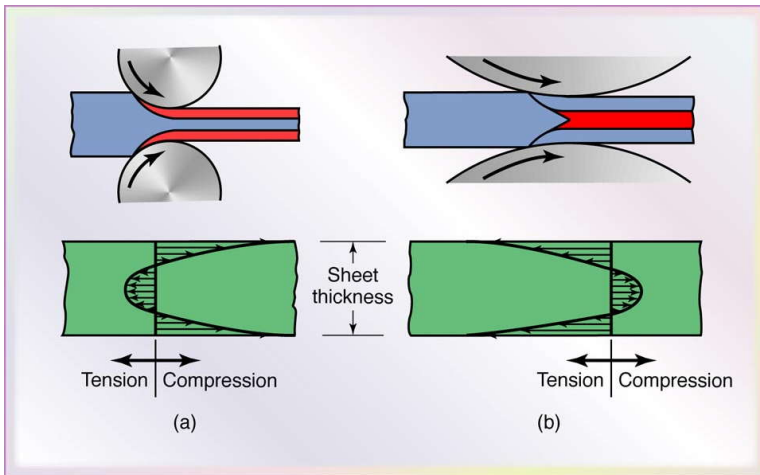 Sheet
thickness
Tension Compression
Tension Compression
(a)
(b)